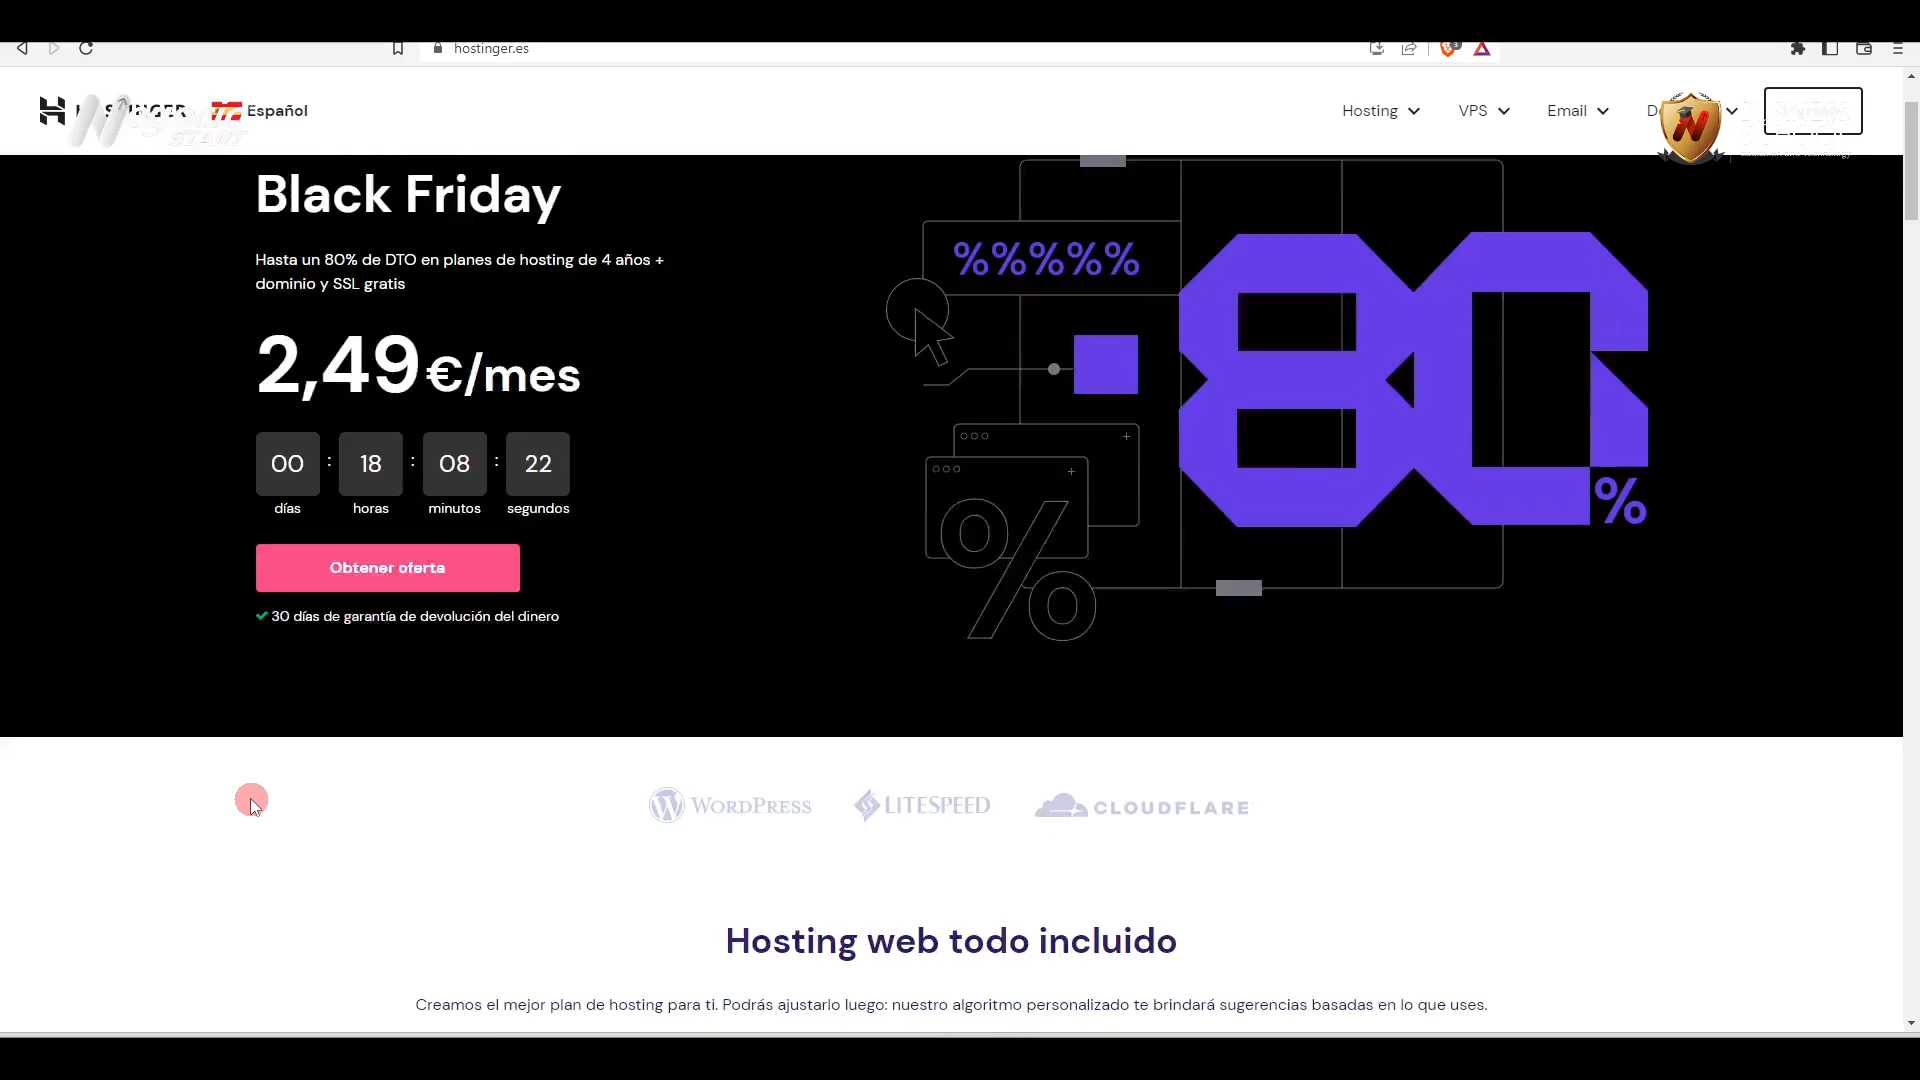 hostinger.es
Español
Hosting
VPS
Email
START
Black Friday
%%%%%
Hasta un 80% de DTO en planes de hosting de 4 años +
dominio y SSL gratis
80
%
2,49 €/mes
00 : 18 : 08 : 22
días horas minutos segundos
Obtener oferta
30 días de garantía de devolución del dinero
WORDPRESS
LITESPEED
CLOUDFLARE
Hosting web todo incluido
Creamos el mejor plan de hosting para ti. Podrás ajustarlo luego: nuestro algoritmo personalizado te brindará sugerencias basadas en lo que uses.